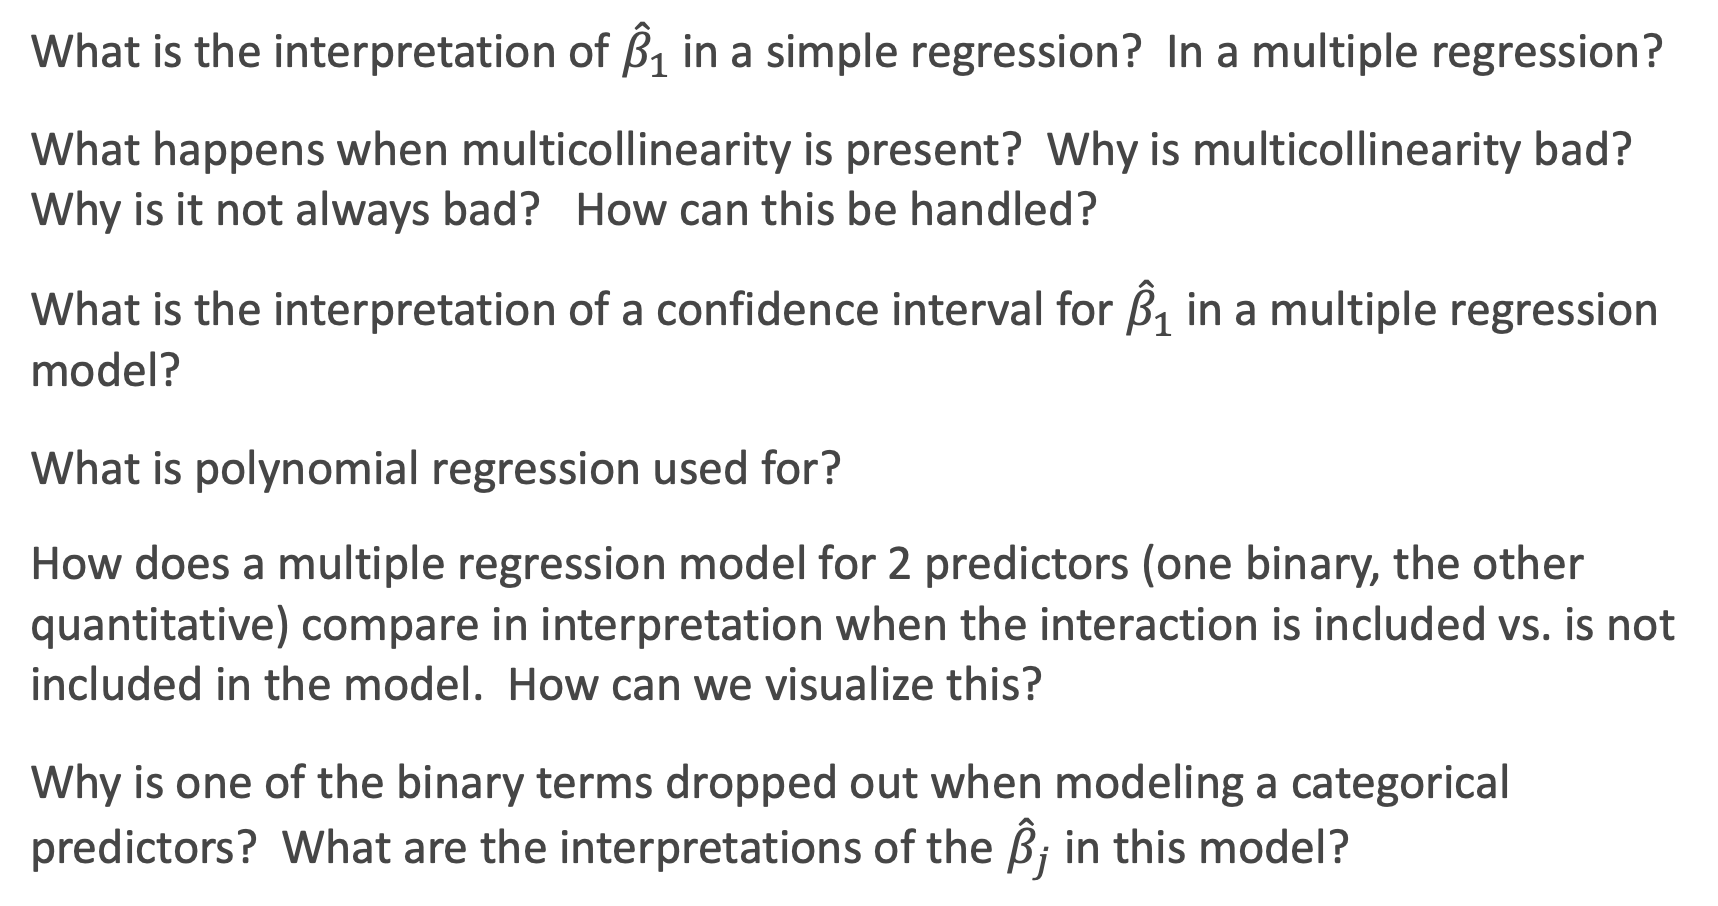 What is the interpretation of β̂₁ in a simple regression? In a multiple regression?
What happens when multicollinearity is present? Why is multicollinearity bad?
Why is it not always bad? How can this be handled?
What is the interpretation of a confidence interval for β̂₁ in a multiple regression
model?
What is polynomial regression used for?
How does a multiple regression model for 2 predictors (one binary, the other
quantitative) compare in interpretation when the interaction is included vs. is not
included in the model. How can we visualize this?
Why is one of the binary terms dropped out when modeling a categorical
predictors? What are the interpretations of the β̂ⱼ in this model?